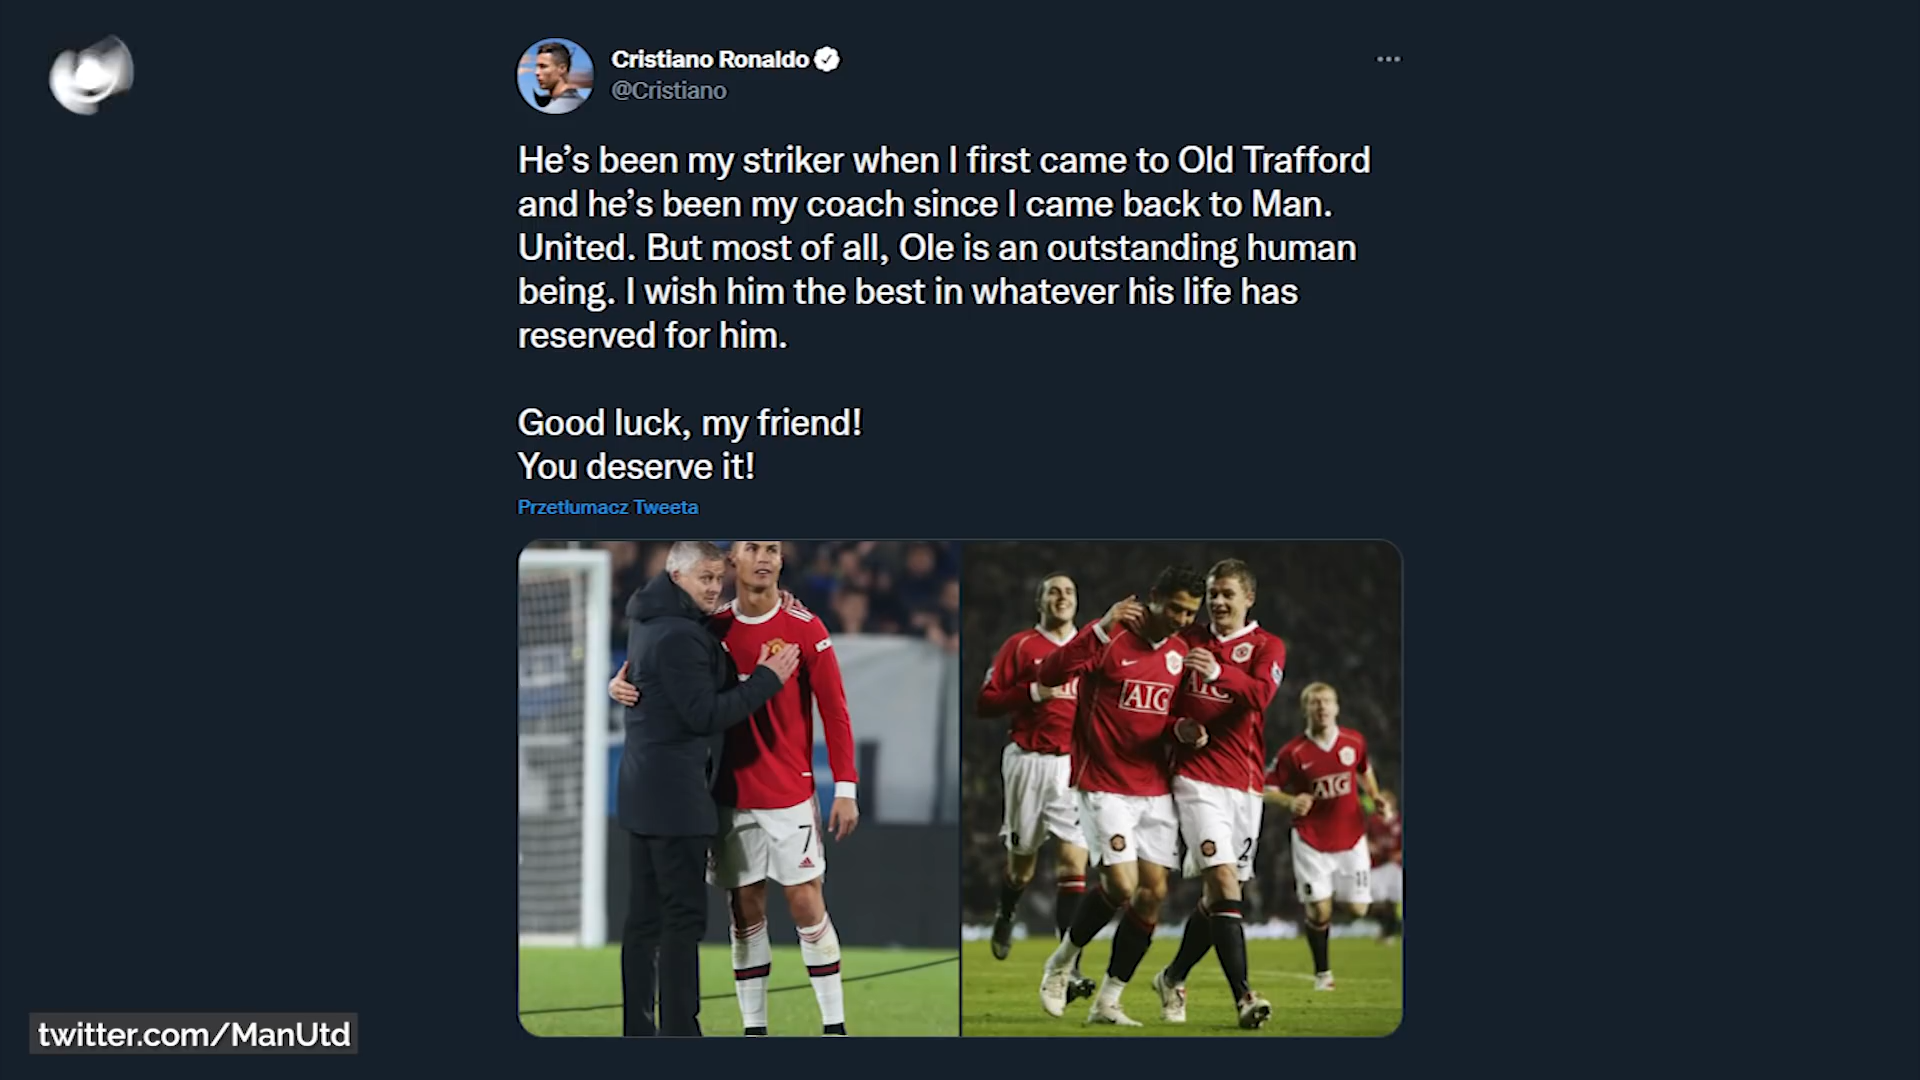 Cristiano Ronaldo
@Cristiano
He’s been my striker when I first came to Old Trafford
and he’s been my coach since I came back to Man.
United. But most of all, Ole is an outstanding human
being. I wish him the best in whatever his life has
reserved for him.
Good luck, my friend!
You deserve it!
Przetłumacz Tweeta
7
AIG
AIG
AIG
2
18
twitter.com/ManUtd